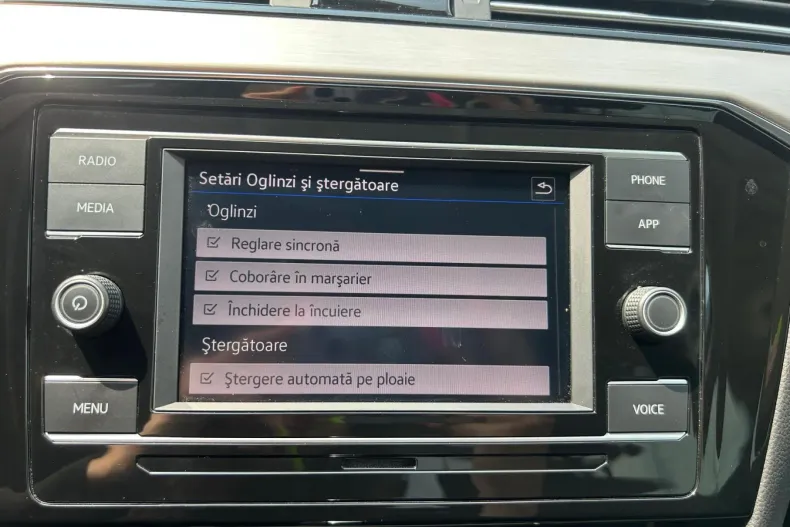 RADIO
MEDIA
MENU
Setări Oglinzi şi ştergătoare
Oglinzi
Reglare sincronă
Coborâre în marşarier
Închidere la încuiere
Ştergătoare
Ştergere automată pe ploaie
PHONE
APP
VOICE